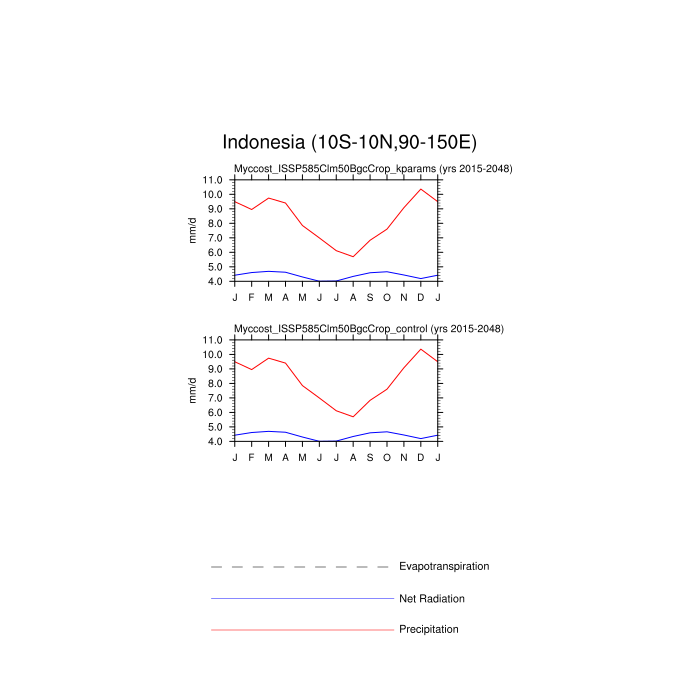 Indonesia (10S-10N,90-150E)
Myccost_ISSP585Clm50BgcCrop_kparams (yrs 2015-2048)
11.0
10.0
9.0
8.0
7.0
6.0
5.0
4.0
mm/d
J F M A M J J A S O N D J
Myccost_ISSP585Clm50BgcCrop_control (yrs 2015-2048)
11.0
10.0
9.0
8.0
7.0
6.0
5.0
4.0
mm/d
J F M A M J J A S O N D J
Evapotranspiration
Net Radiation
Precipitation